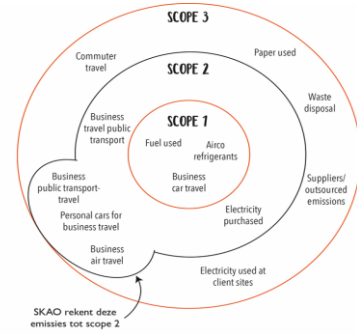 SCOPE 3
Commuter
travel
Paper used
SCOPE 2
Waste
disposal
Business
travel public
transport
SCOPE 1
Fuel used
Airco
refrigerants
Business
car travel
Business
public transport-
travel
Personal cars for
business travel
Business
air travel
Suppliers/
outsourced
emissions
Electricity
purchased
Electricity used at
client sites
SKAO rekent deze
emissies tot scope 2